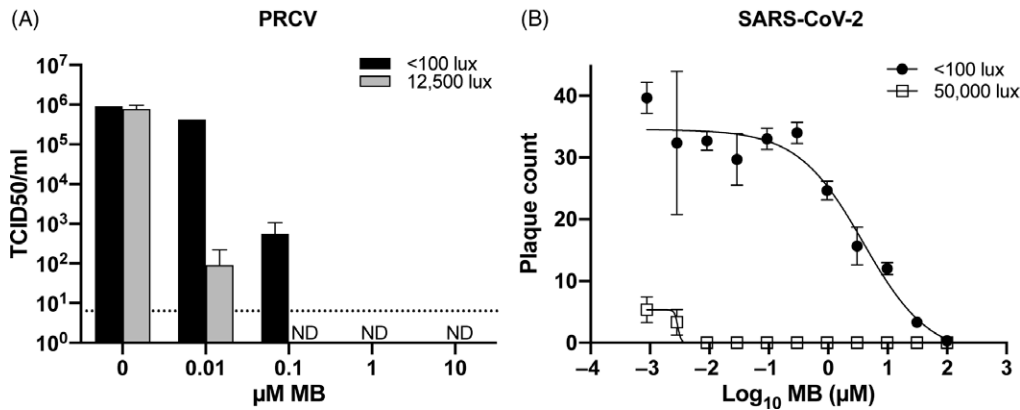 (A)
PRCV
<100 lux
12,500 lux
TCID50/ml
10⁷
10⁶
10⁵
10⁴
10³
10²
10¹
10⁰
ND
ND
ND
0
0.01
0.1
1
10
µM MB
(B)
SARS-CoV-2
<100 lux
50,000 lux
Plaque count
40
30
20
10
0
–4
–3
–2
–1
0
1
2
3
Log₁₀ MB (µM)